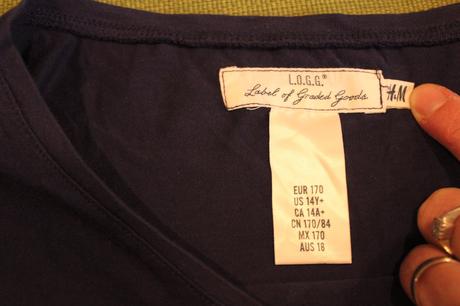 L.O.G.G.®
Label of Graded Goods
H&M
EUR 170
US 14Y+
CA 14A+
CN 170/84
MX 170
AUS 16